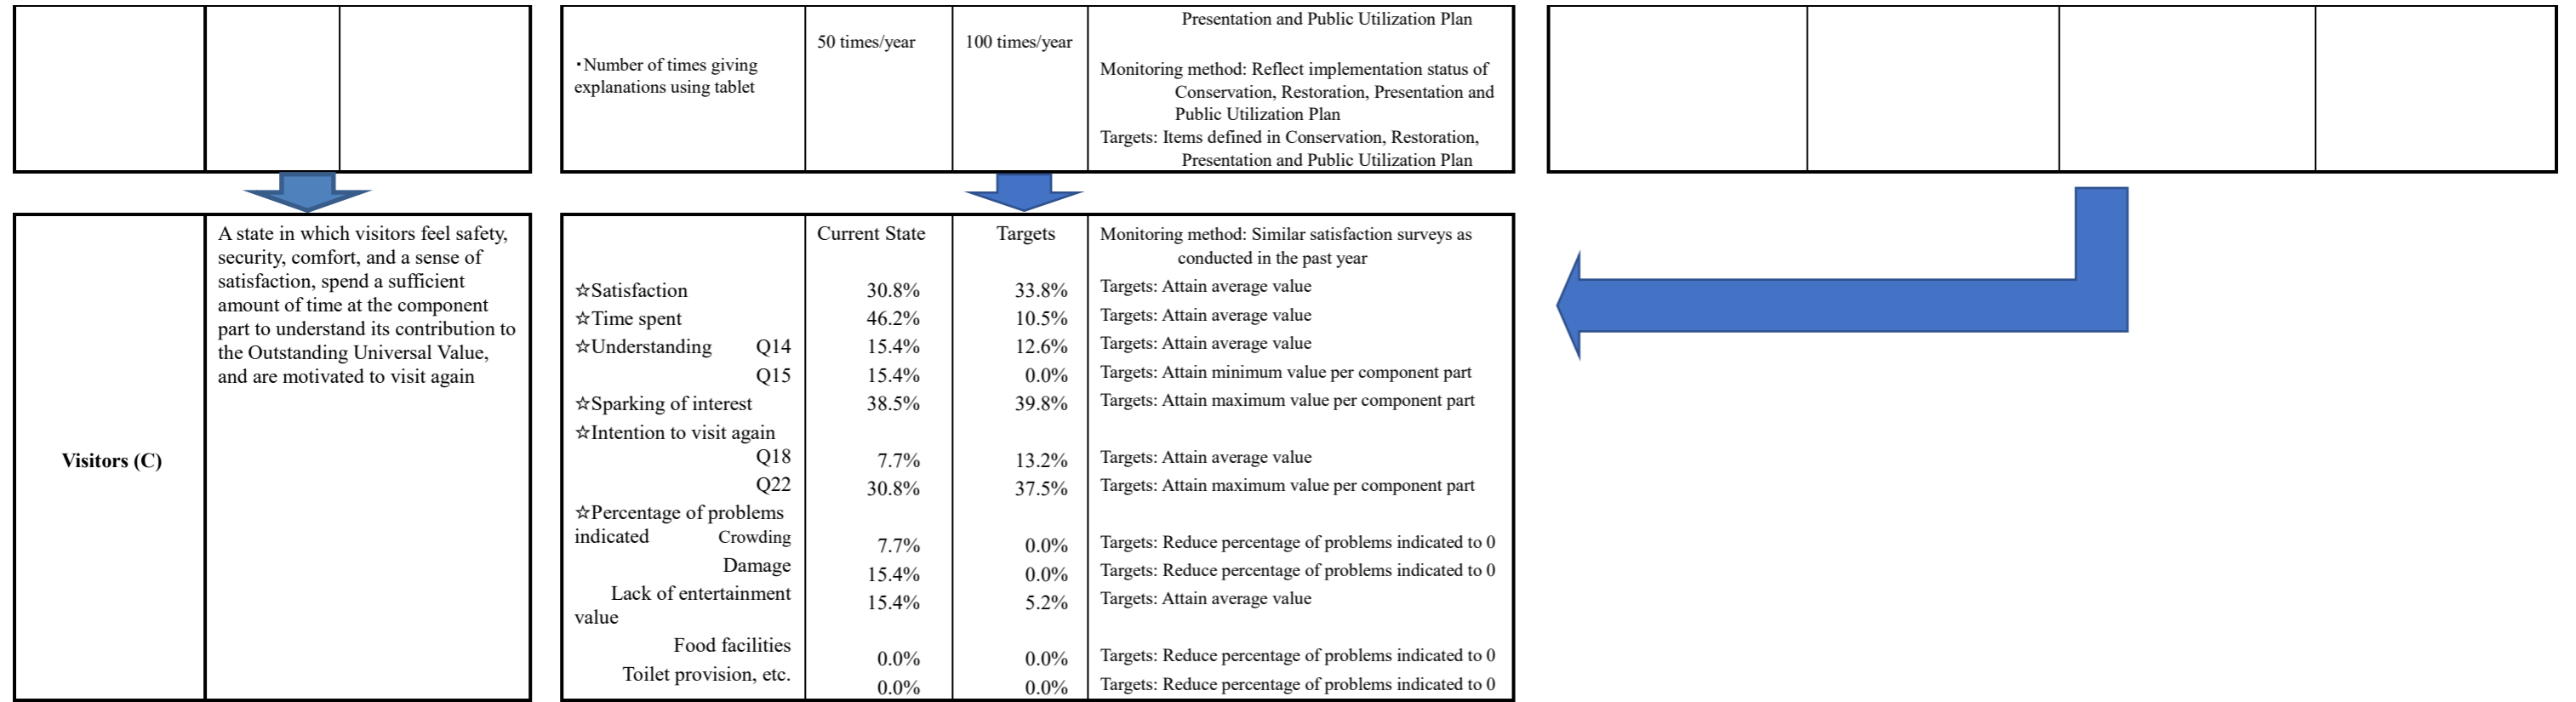 Presentation and Public Utilization Plan
50 times/year 100 times/year
・Number of times giving
explanations using tablet
Monitoring method: Reflect implementation status of
Conservation, Restoration, Presentation and
Public Utilization Plan
Targets: Items defined in Conservation, Restoration,
Presentation and Public Utilization Plan
Visitors (C)
A state in which visitors feel safety,
security, comfort, and a sense of
satisfaction, spend a sufficient
amount of time at the component
part to understand its contribution to
the Outstanding Universal Value,
and are motivated to visit again
Current State Targets Monitoring method: Similar satisfaction surveys as
conducted in the past year
☆Satisfaction 30.8% 33.8% Targets: Attain average value
☆Time spent 46.2% 10.5% Targets: Attain average value
☆Understanding Q14 15.4% 12.6% Targets: Attain average value
Q15 15.4% 0.0% Targets: Attain minimum value per component part
☆Sparking of interest 38.5% 39.8% Targets: Attain maximum value per component part
☆Intention to visit again
Q18 7.7% 13.2% Targets: Attain average value
Q22 30.8% 37.5% Targets: Attain maximum value per component part
☆Percentage of problems
indicated Crowding 7.7% 0.0% Targets: Reduce percentage of problems indicated to 0
Damage 15.4% 0.0% Targets: Reduce percentage of problems indicated to 0
Lack of entertainment 15.4% 5.2% Targets: Attain average value
value
Food facilities 0.0% 0.0% Targets: Reduce percentage of problems indicated to 0
Toilet provision, etc. 0.0% 0.0% Targets: Reduce percentage of problems indicated to 0